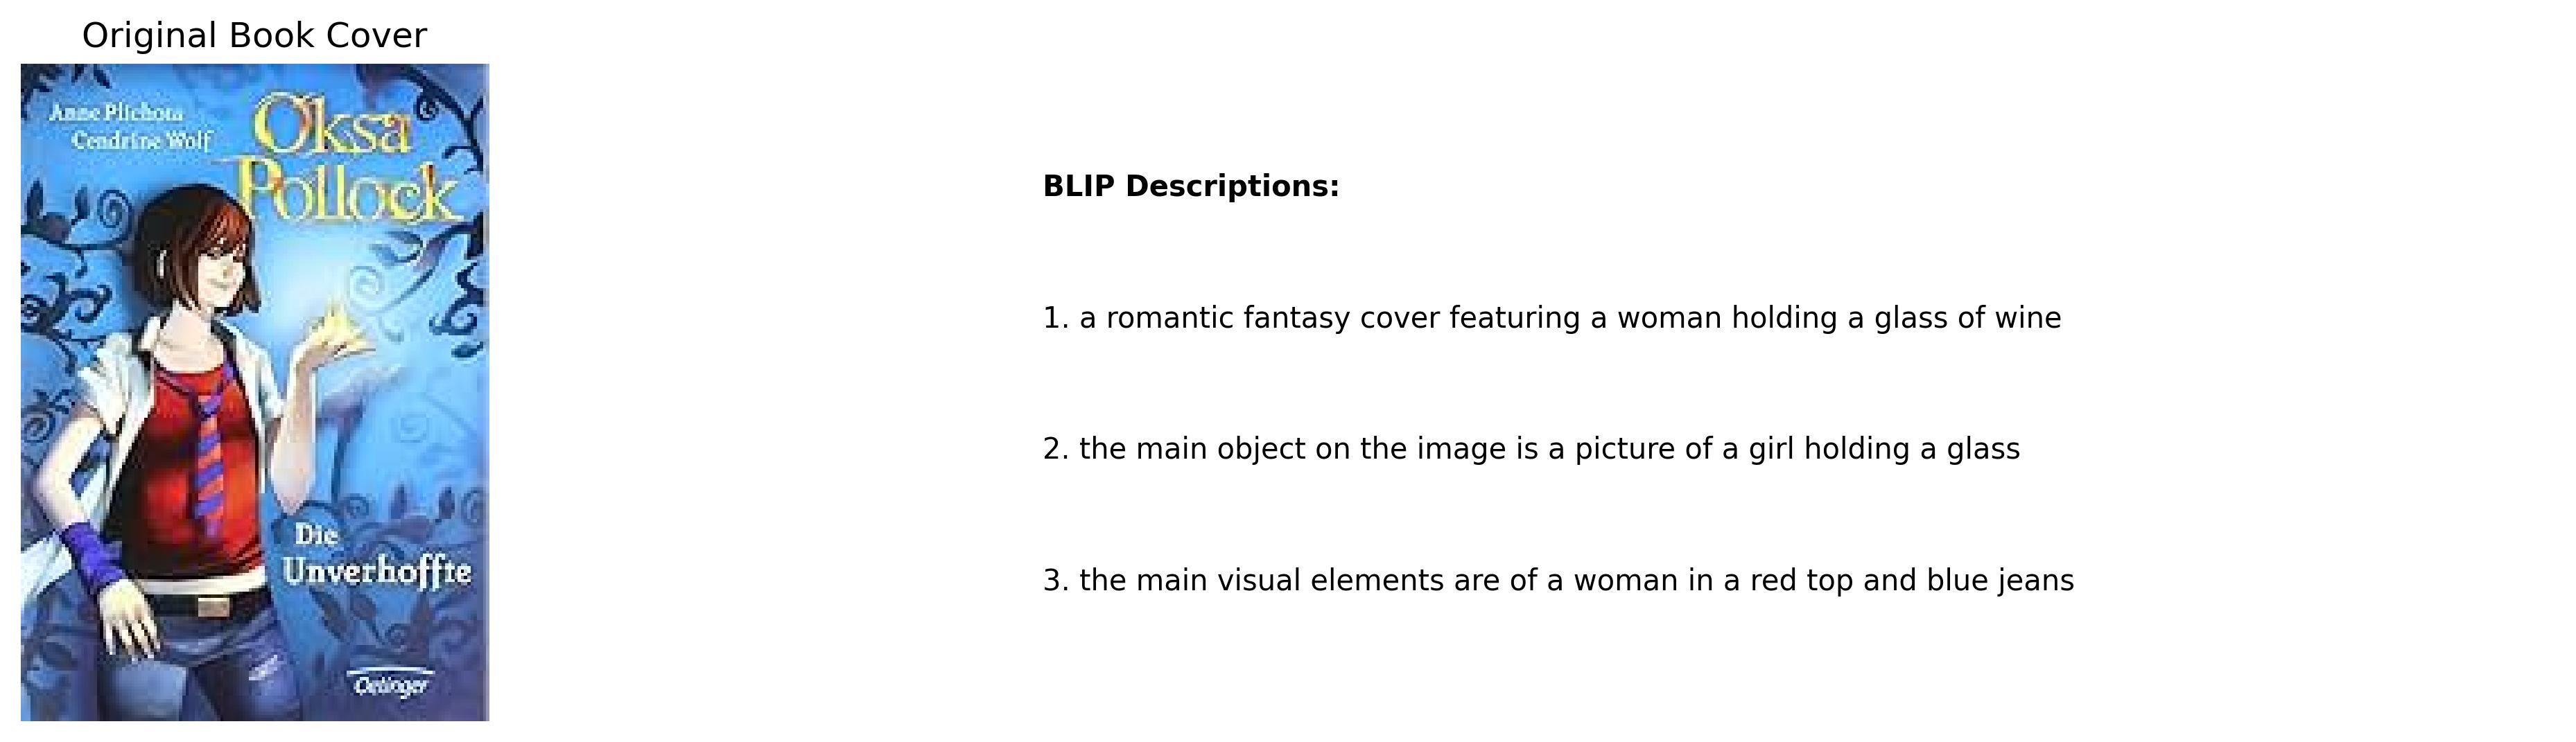 Original Book Cover
Anne Plichota
Cendrine Wolf
Oksa
Pollock
Die
Unverhoffte
Oetinger
BLIP Descriptions:
1. a romantic fantasy cover featuring a woman holding a glass of wine
2. the main object on the image is a picture of a girl holding a glass
3. the main visual elements are of a woman in a red top and blue jeans